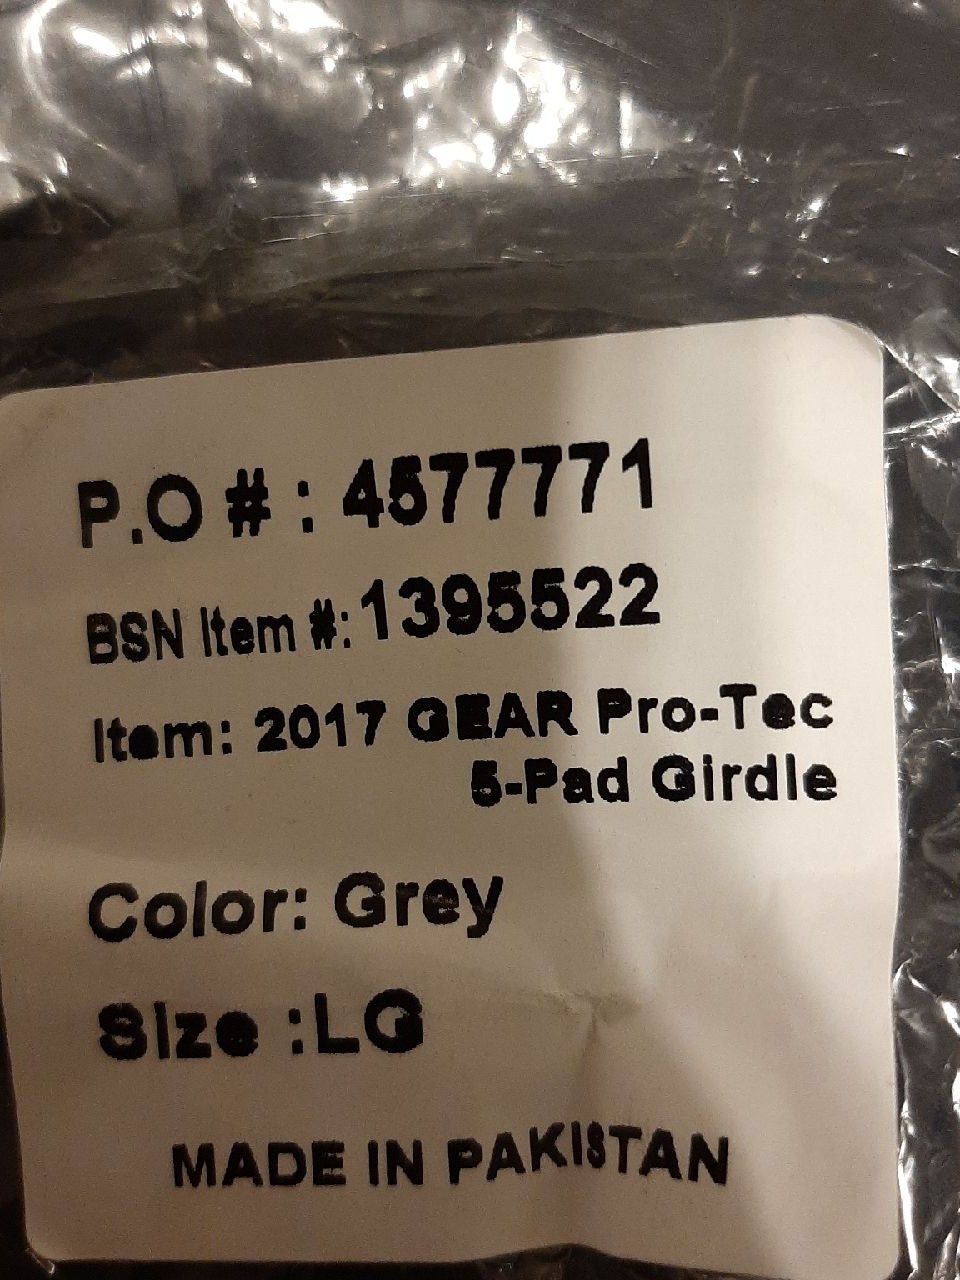 P.O # : 4577771
BSN Item #: 1395522
Item: 2017 GEAR Pro-Tec
5-Pad Girdle
Color: Grey
Size :LG
MADE IN PAKISTAN